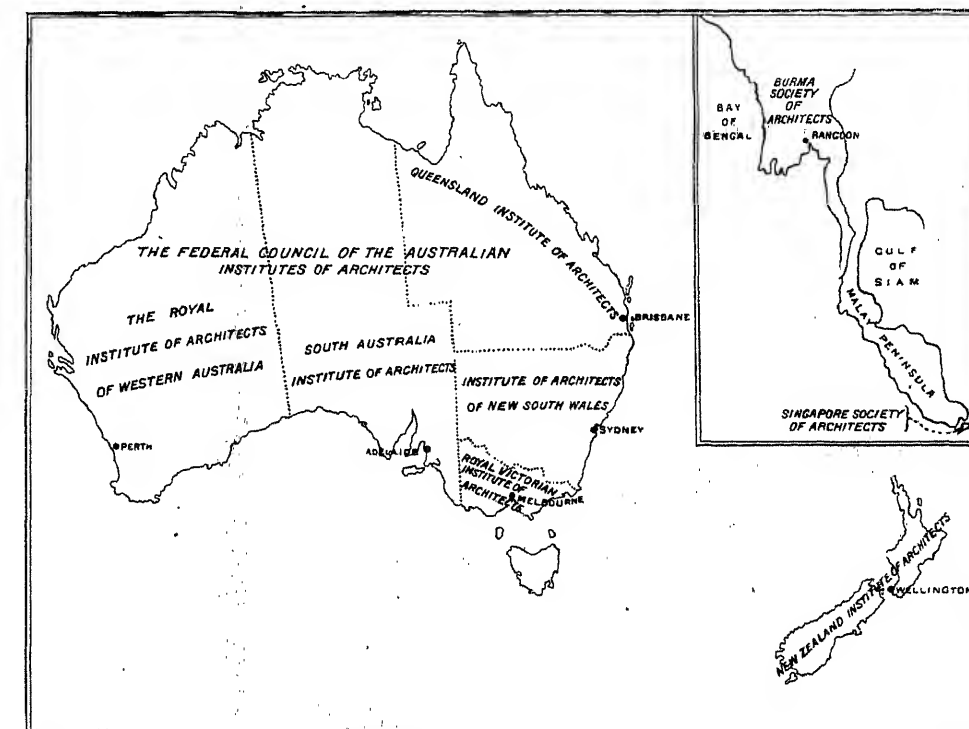 THE FEDERAL COUNCIL OF THE AUSTRALIAN
INSTITUTES OF ARCHITECTS
QUEENSLAND INSTITUTE OF ARCHITECTS
BRISBANE
THE ROYAL
INSTITUTE OF ARCHITECTS
OF WESTERN AUSTRALIA
PERTH
SOUTH AUSTRALIA
INSTITUTE OF ARCHITECTS
ADELAIDE
INSTITUTE OF ARCHITECTS
OF NEW SOUTH WALES
SYDNEY
ROYAL VICTORIAN
INSTITUTE OF
ARCHITECTS
MELBOURNE
BURMA
SOCIETY
OF
ARCHITECTS
RANGOON
BAY
OF
BENGAL
GULF
OF
SIAM
MALAY
PENINSULA
SINGAPORE SOCIETY
OF ARCHITECTS
NEW ZEALAND INSTITUTE OF ARCHITECTS
WELLINGTON